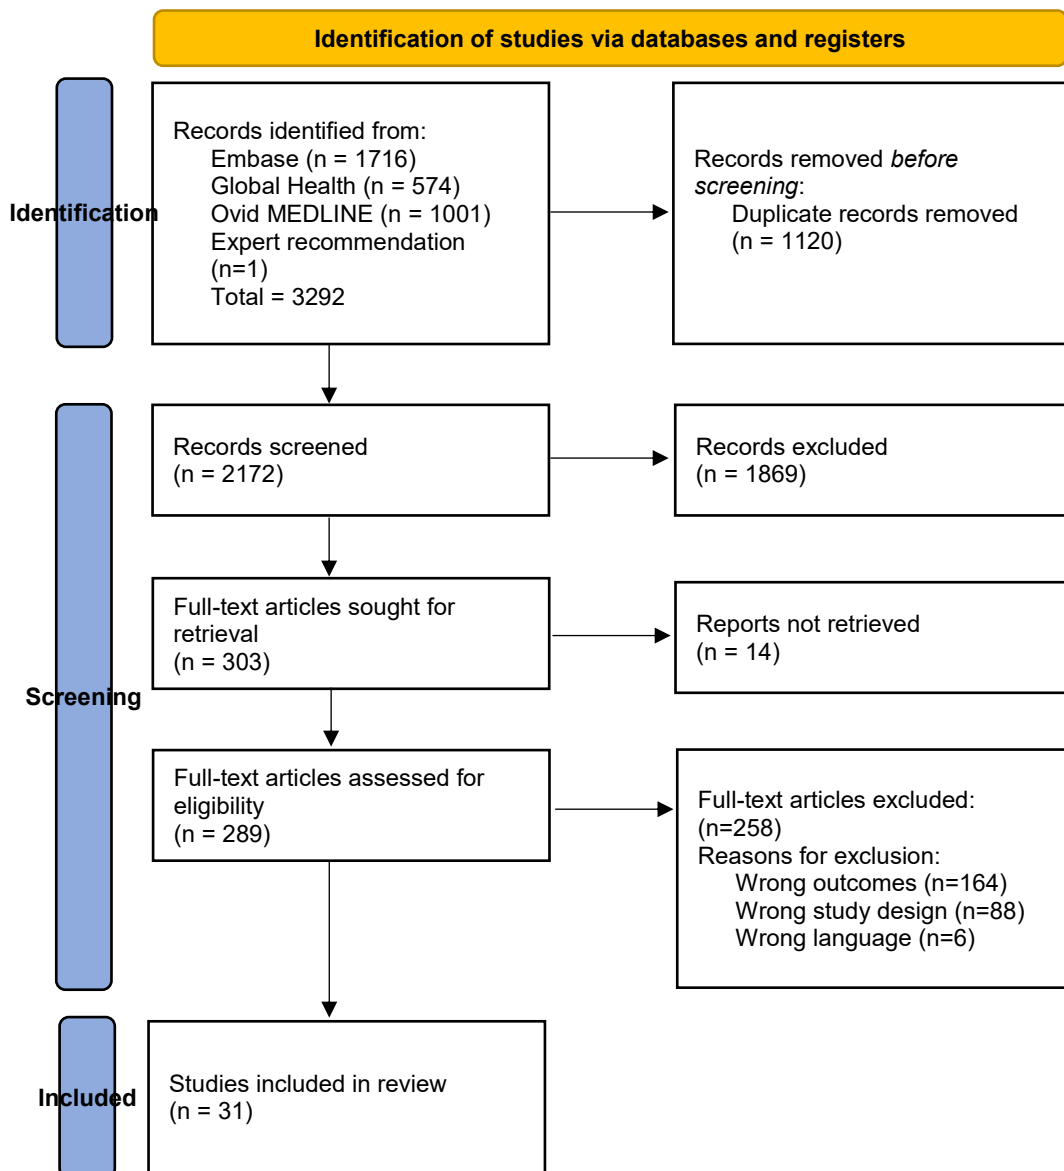 Identification of studies via databases and registers
Identification
Records identified from:
Embase (n = 1716)
Global Health (n = 574)
Ovid MEDLINE (n = 1001)
Expert recommendation
(n=1)
Total = 3292
Records removed before
screening:
Duplicate records removed
(n = 1120)
Screening
Records screened
(n = 2172)
Records excluded
(n = 1869)
Full-text articles sought for
retrieval
(n = 303)
Reports not retrieved
(n = 14)
Full-text articles assessed for
eligibility
(n = 289)
Full-text articles excluded:
(n=258)
Reasons for exclusion:
Wrong outcomes (n=164)
Wrong study design (n=88)
Wrong language (n=6)
Included
Studies included in review
(n = 31)